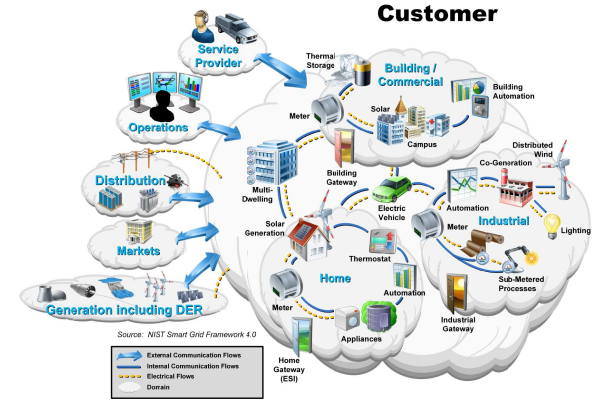 Customer
Service
Provider
Thermal
Storage
Building /
Commercial
Building
Automation
Meter
Solar
Campus
Operations
Distributed
Wind
Co-Generation
Building
Gateway
Multi-
Dwelling
Distribution
Electric
Vehicle
Automation
Industrial
Meter
Lighting
Solar
Generation
Markets
Thermostat
Home
Sub-Metered
Processes
Automation
Meter
Generation including DER
Industrial
Gateway
Appliances
Source: NIST Smart Grid Framework 4.0
Home
Gateway
(ESI)
External Communication Flows
Internal Communication Flows
Electrical Flows
Domain